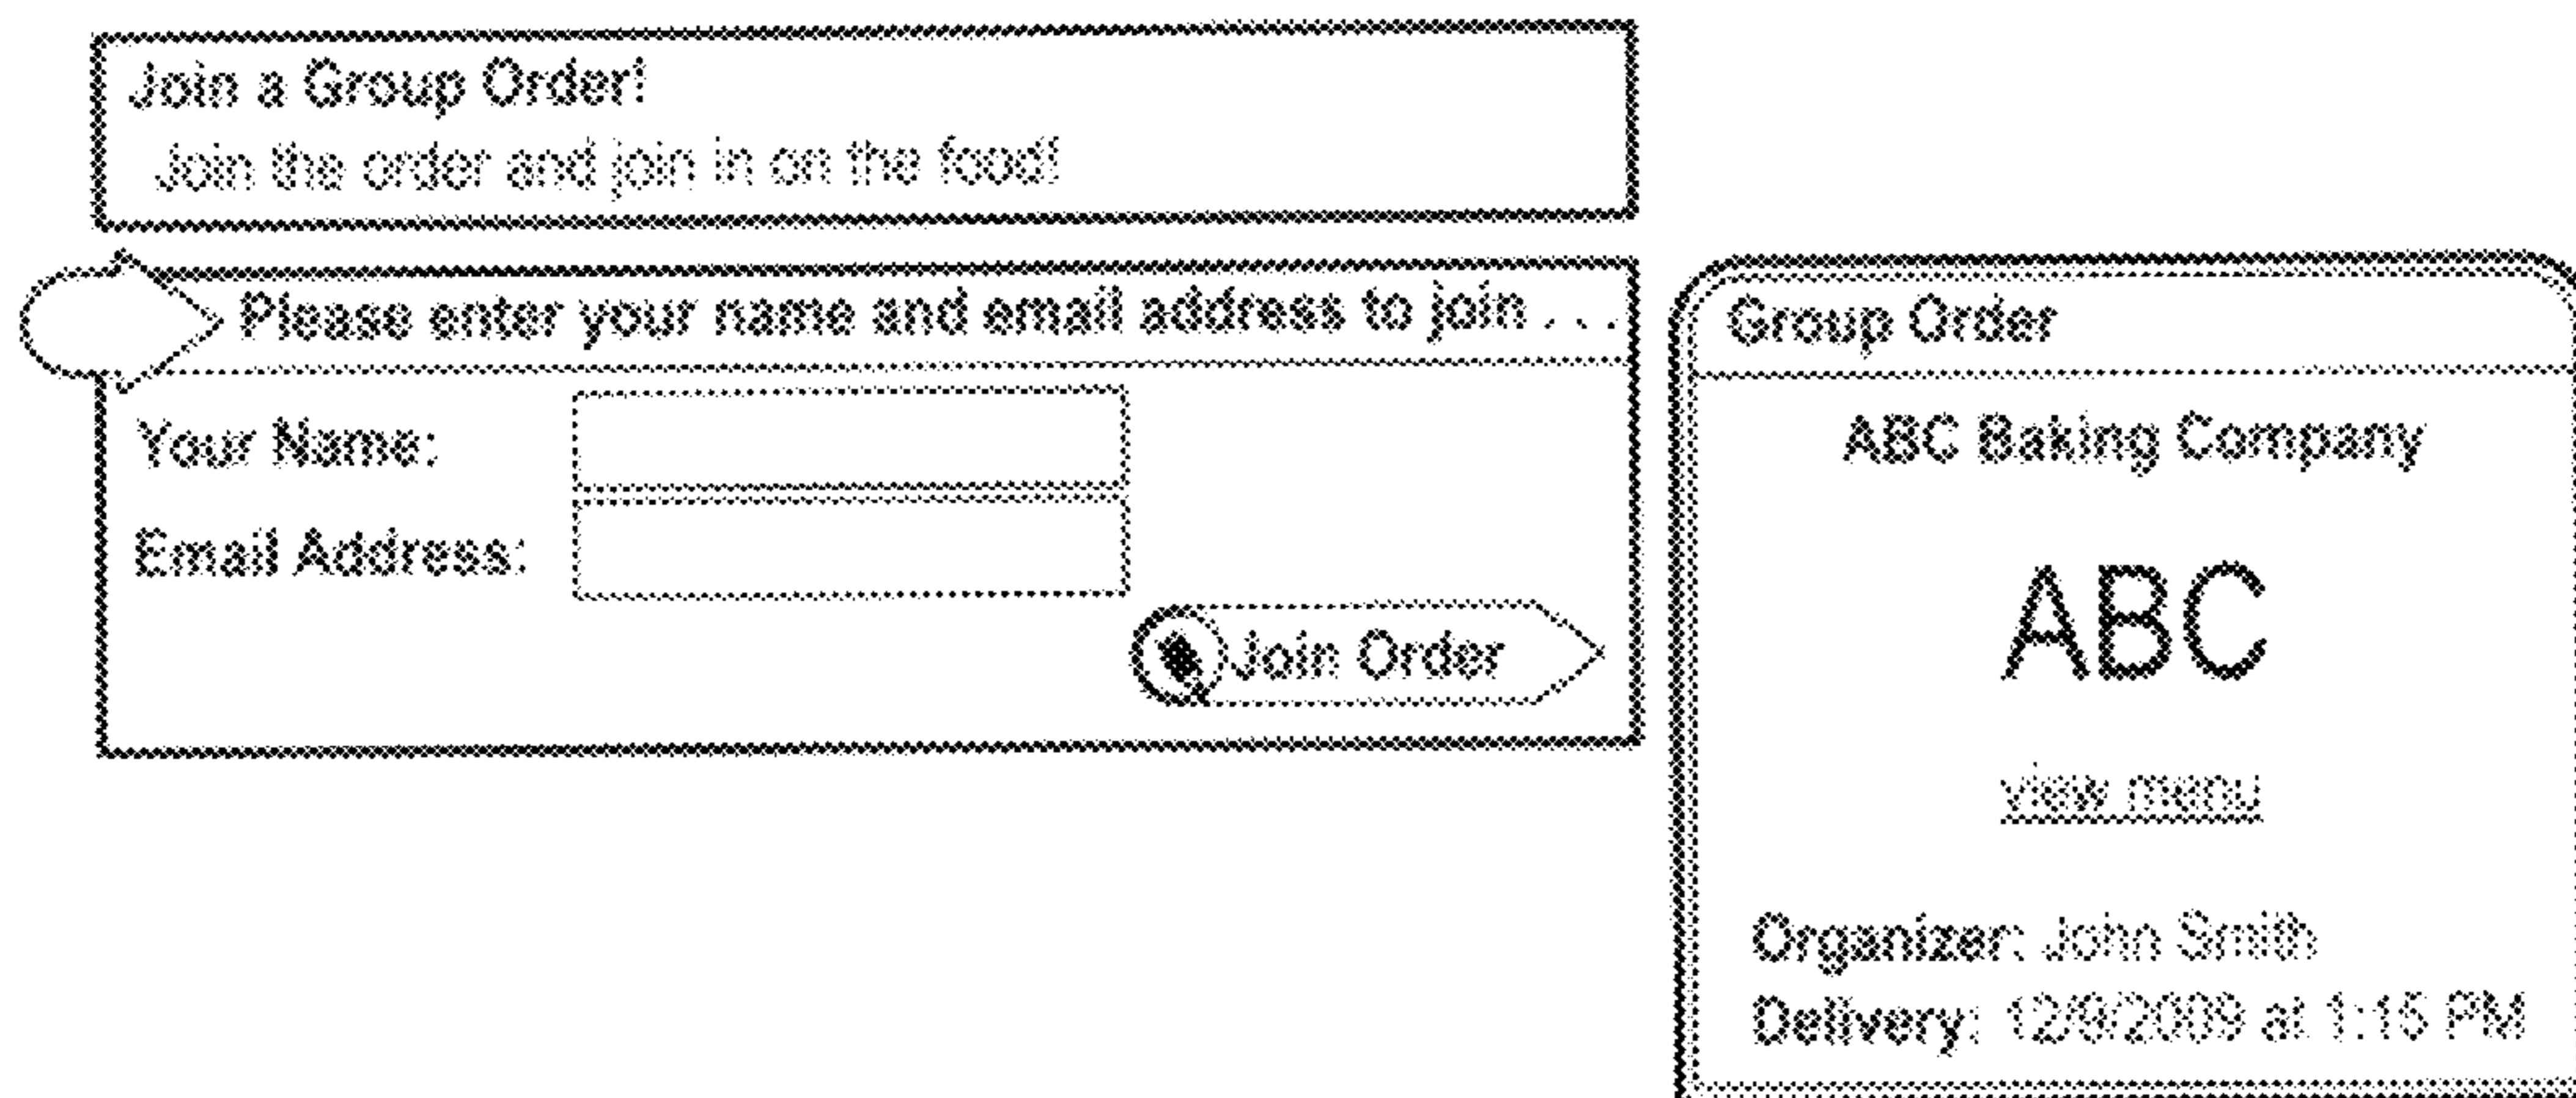 Join a Group Order!
Join the order and join in on the food!
Please enter your name and email address to join . . .
Your Name:
Email Address:
Join Order
Group Order
ABC Baking Company
ABC
view menu
Organizer: John Smith
Delivery: 12/9/2009 at 1:15 PM